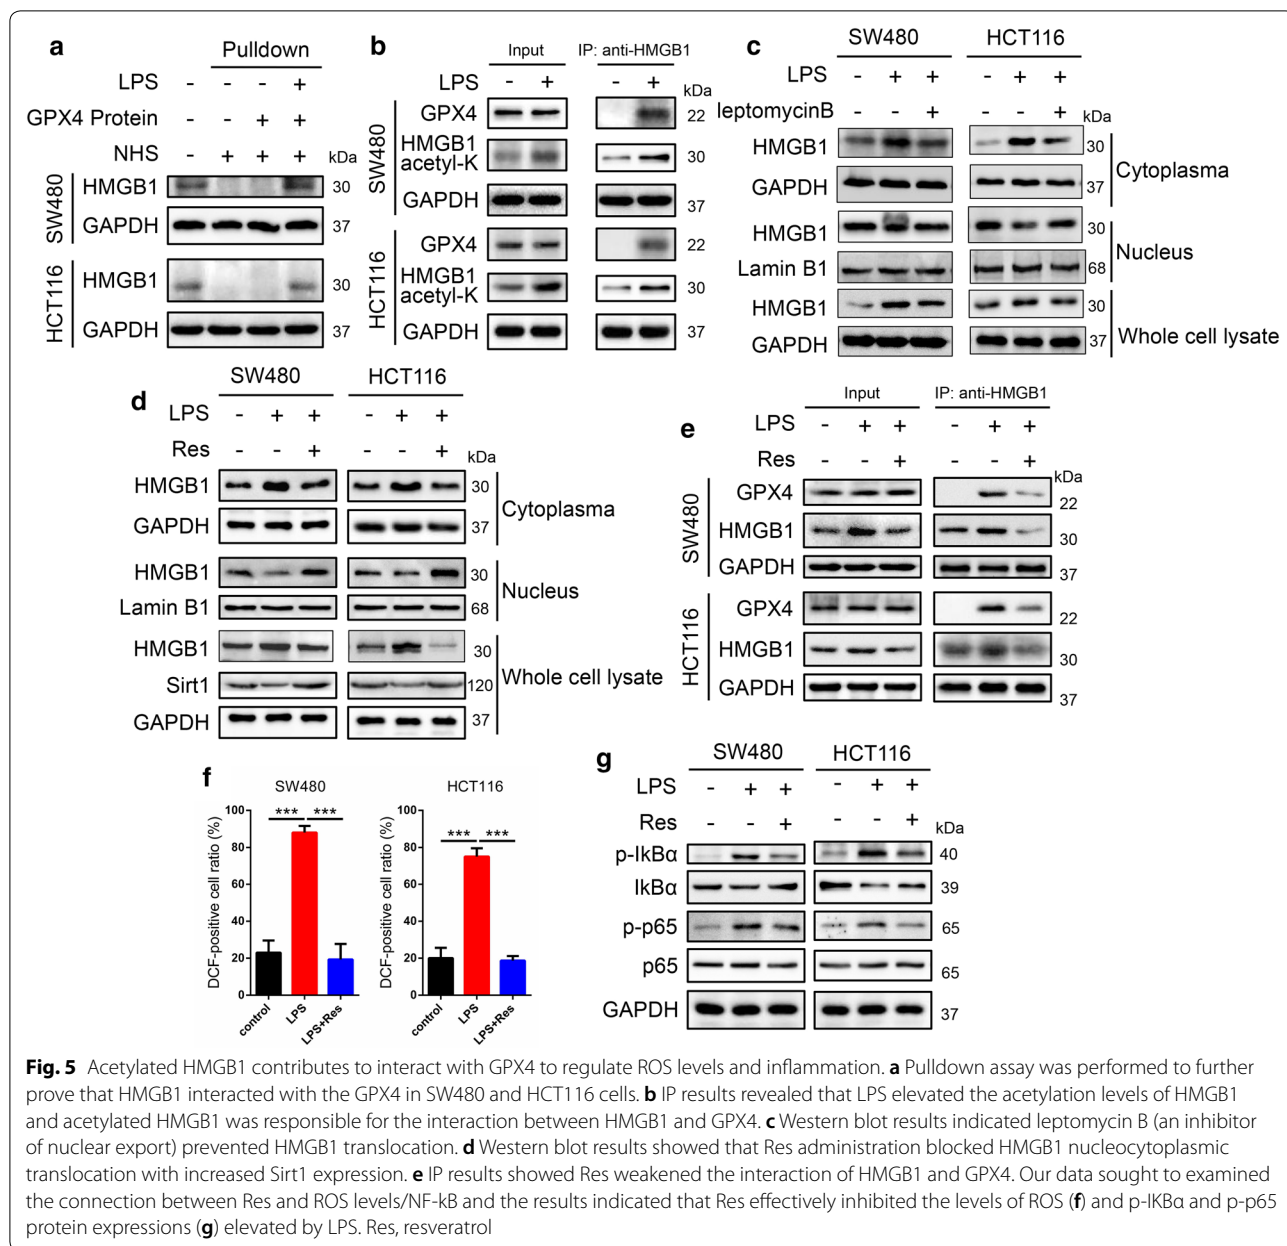 a
Pulldown
LPS - - - +
GPX4 Protein - - + +
NHS - + + + kDa
SW480
HMGB1 30
GAPDH 37
HCT116
HMGB1 30
GAPDH 37
b
Input IP: anti-HMGB1
LPS - + - + kDa
SW480
GPX4 22
HMGB1
acetyl-K 30
GAPDH 37
HCT116
GPX4 22
HMGB1
acetyl-K 30
GAPDH 37
c
SW480 HCT116
LPS - + + - + +
leptomycinB - - + - - + kDa
HMGB1 30
GAPDH 37
Cytoplasma
HMGB1 30
Lamin B1 68
Nucleus
HMGB1 30
GAPDH 37
Whole cell lysate
d
SW480 HCT116
LPS - + + - + +
Res - - + - - + kDa
HMGB1 30
GAPDH 37
Cytoplasma
HMGB1 30
Lamin B1 68
Nucleus
HMGB1 30
Sirt1 120
GAPDH 37
Whole cell lysate
e
Input IP: anti-HMGB1
LPS - + + - + +
Res - - + - - + kDa
SW480
GPX4 22
HMGB1 30
GAPDH 37
HCT116
GPX4 22
HMGB1 30
GAPDH 37
f
SW480
DCF-positive cell ratio (%)
100
80
60
40
20
0
*** ***
control LPS LPS+Res
HCT116
DCF-positive cell ratio (%)
100
80
60
40
20
0
*** ***
control LPS LPS+Res
g
SW480 HCT116
LPS - + + - + +
Res - - + - - + kDa
p-IkBα 40
IkBα 39
p-p65 65
p65 65
GAPDH 37
Fig. 5 Acetylated HMGB1 contributes to interact with GPX4 to regulate ROS levels and inflammation. a Pulldown assay was performed to further
prove that HMGB1 interacted with the GPX4 in SW480 and HCT116 cells. b IP results revealed that LPS elevated the acetylation levels of HMGB1
and acetylated HMGB1 was responsible for the interaction between HMGB1 and GPX4. c Western blot results indicated leptomycin B (an inhibitor
of nuclear export) prevented HMGB1 translocation. d Western blot results showed that Res administration blocked HMGB1 nucleocytoplasmic
translocation with increased Sirt1 expression. e IP results showed Res weakened the interaction of HMGB1 and GPX4. Our data sought to examined
the connection between Res and ROS levels/NF-kB and the results indicated that Res effectively inhibited the levels of ROS (f) and p-IKBα and p-p65
protein expressions (g) elevated by LPS. Res, resveratrol